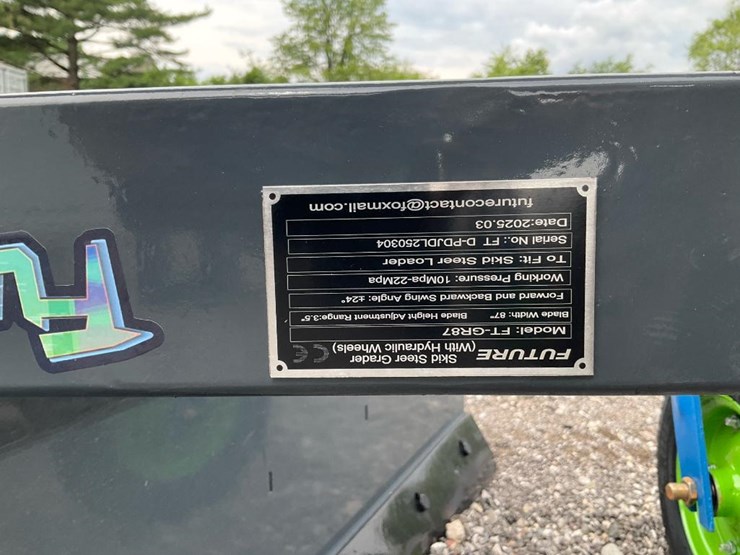 FUTURE
Skid Steer Grader
(With Hydraulic Wheels)
CE
Model: FT-GR87
Blade Width: 87" Blade Height Adjustment Range:3.5"
Forward and Backward Swing Angle: ±24°
Working Pressure: 10Mpa-22Mpa
To Fit: Skid Steer Loader
Serial No.: FT D-PDJDL250304
Date:2025.03
futurecontact@foxmail.com